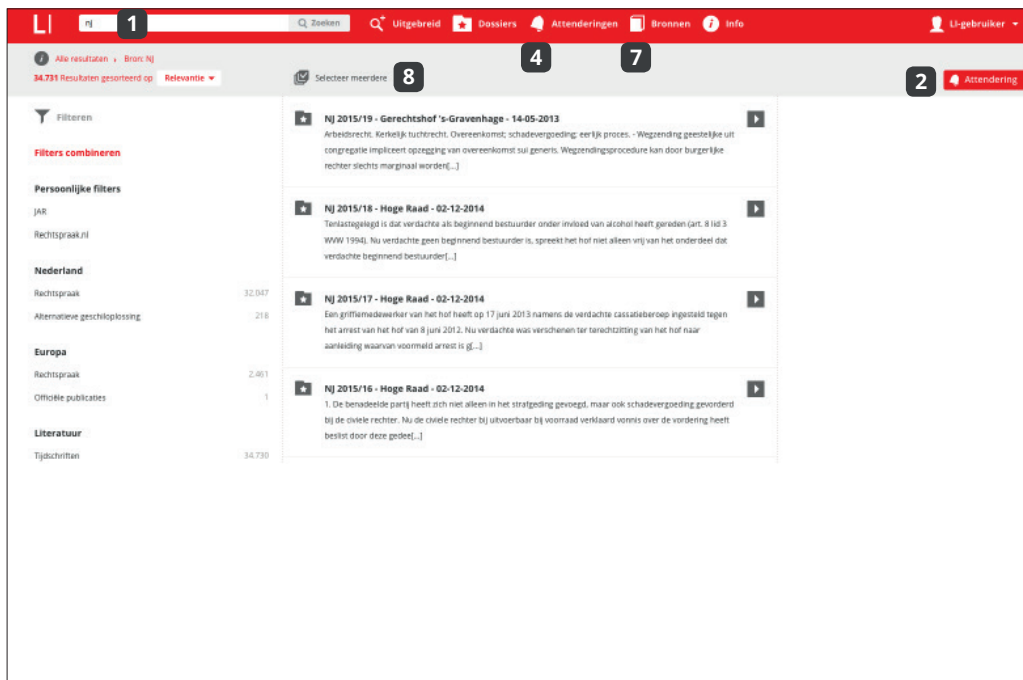 LI nj 1 Zoeken Uitgebreid Dossiers Attenderingen Bronnen i Info LI-gebruiker
4 7
i Alle resultaten › Bron: NJ
34.731 Resultaten gesorteerd op Relevantie
Selecteer meerdere 8
2 Attendering
Filteren
Filters combineren
Persoonlijke filters
JAR
Rechtspraak.nl
Nederland
Rechtspraak 32.047
Alternatieve geschiloplossing 218
Europa
Rechtspraak 2.461
Officiële publicaties 1
Literatuur
Tijdschriften 34.730
NJ 2015/19 - Gerechtshof 's-Gravenhage - 14-05-2013
Arbeidsrecht. Kerkelijk tuchtrecht. Overeenkomst; schadevergoeding; eerlijk proces. - Wegzending geestelijke uit
congregatie impliceert opzegging van overeenkomst sui generis. Wegzendingsprocedure kan door burgerlijke
rechter slechts marginaal worden[...]
NJ 2015/18 - Hoge Raad - 02-12-2014
Tenlastegelegd is dat verdachte als beginnend bestuurder onder invloed van alcohol heeft gereden (art. 8 lid 3
WVW 1994). Nu verdachte geen beginnend bestuurder is, spreekt het hof niet alleen vrij van het onderdeel dat
verdachte beginnend bestuurder[...]
NJ 2015/17 - Hoge Raad - 02-12-2014
Een griffiemedewerker van het hof heeft op 17 juni 2013 namens de verdachte cassatieberoep ingesteld tegen
het arrest van het hof van 8 juni 2012. Nu verdachte was verschenen ter terechtzitting van het hof naar
aanleiding waarvan voormeld arrest is g[...]
NJ 2015/16 - Hoge Raad - 02-12-2014
1. De benadeelde partij heeft zich niet alleen in het strafgeding gevoegd, maar ook schadevergoeding gevorderd
bij de civiele rechter. Nu de civiele rechter bij uitvoerbaar bij voorraad verklaard vonnis over de vordering heeft
beslist door deze gedee[...]